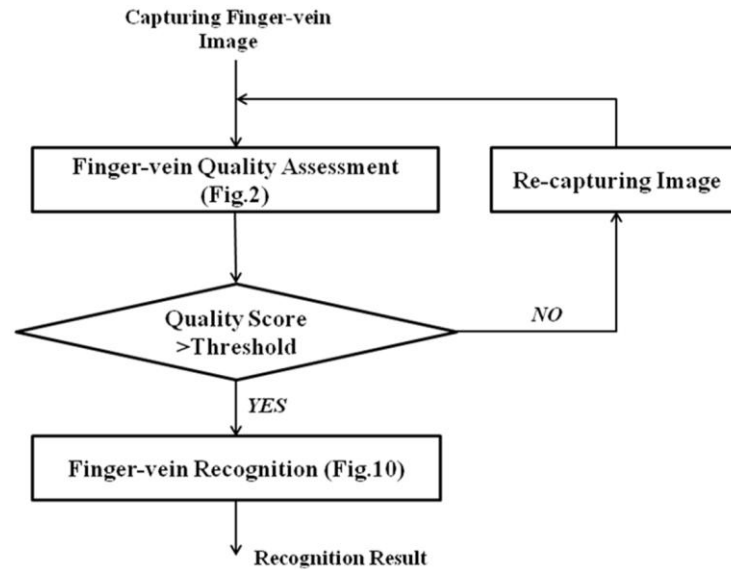 Capturing Finger-vein
Image
Finger-vein Quality Assessment
(Fig.2)
Re-capturing Image
Quality Score
>Threshold
NO
YES
Finger-vein Recognition (Fig.10)
Recognition Result